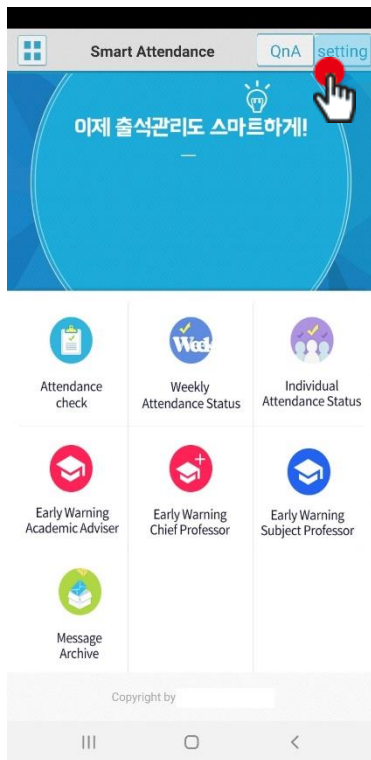 Smart Attendance
QnA
setting
이제 출석관리도 스마트하게!
Week
Attendance
check
Weekly
Attendance Status
Individual
Attendance Status
Early Warning
Academic Adviser
Early Warning
Chief Professor
Early Warning
Subject Professor
Message
Archive
Copyright by